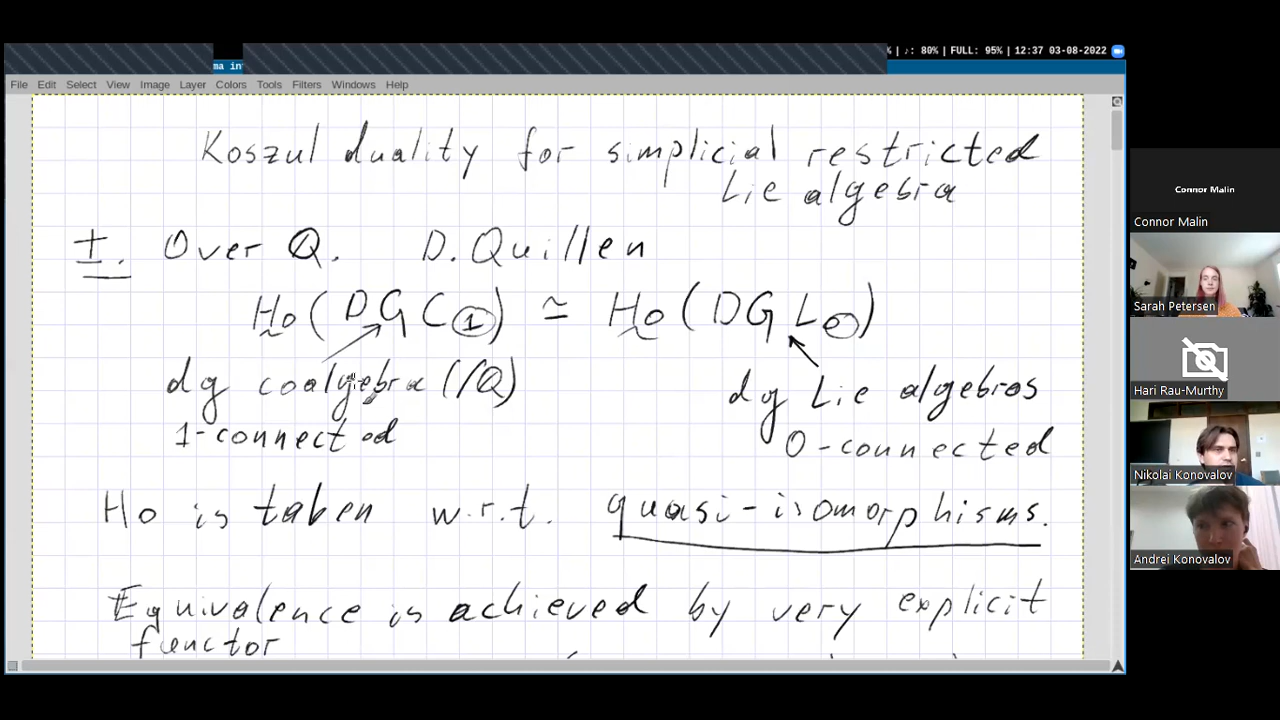 %| ♪: 80% | FULL: 95% | 12:37 03-08-2022
ma in
File Edit Select View Image Layer Colors Tools Filters Windows Help
Koszul duality for simplicial restricted
Lie algebra
I. Over Q. D. Quillen
Ho(DGC①) ≃ Ho(DGL⓪)
dg coalgebra (/Q)
1-connected
dg Lie algebras
0-connected
Ho is taken w.r.t. quasi-isomorphisms.
Equivalence is achieved by very explicit
functor
Connor Malin
Connor Malin
Sarah Petersen
Hari Rau-Murthy
Nikolai Konovalov
Andrei Konovalov